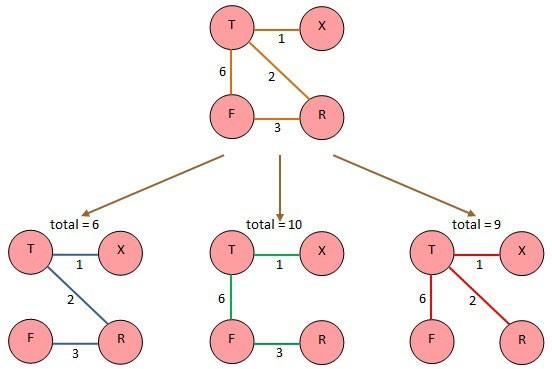 T X
1
6 2
F R
3
total = 6 total = 10 total = 9
T X T X T X
1 1 1
2 6 6 2
F R F R F R
3 3